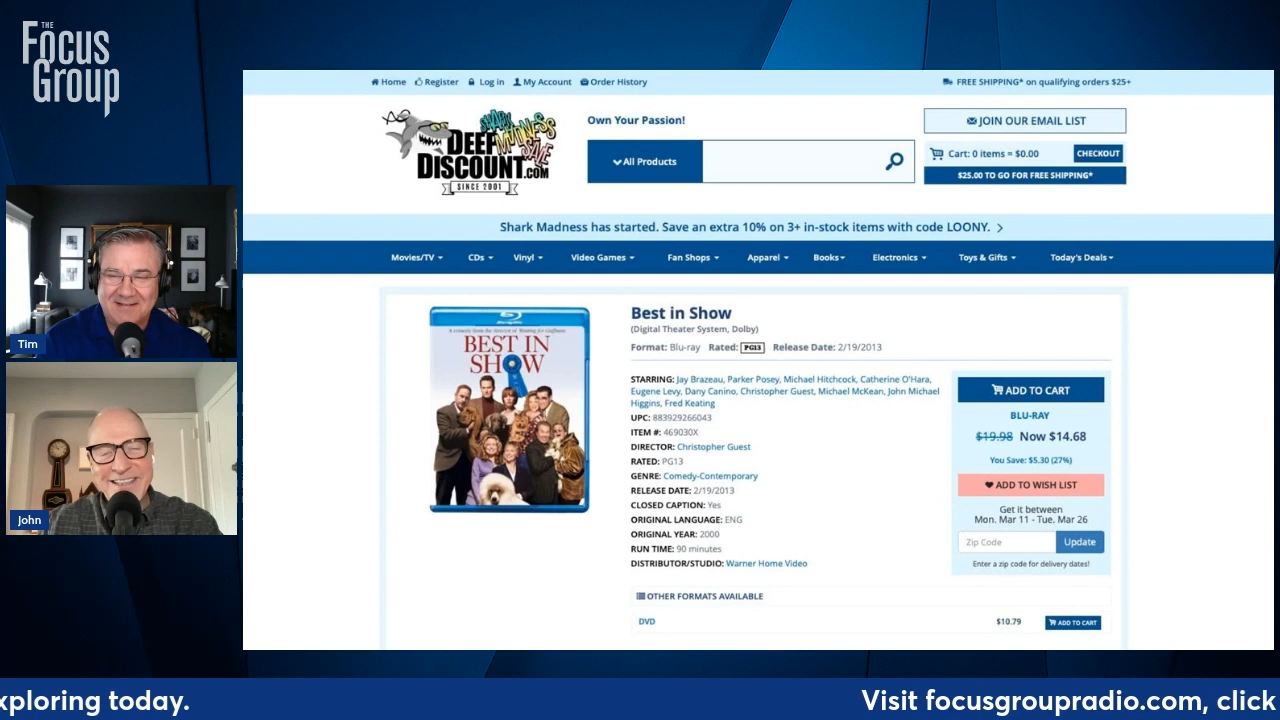 THE
FOCUS
Group
Home Register Log in My Account Order History
FREE SHIPPING* on qualifying orders $25+
SHARK
MADNESS
SALE
DEEP
DISCOUNT.COM
SINCE 2001
Own Your Passion!
All Products
JOIN OUR EMAIL LIST
Cart: 0 items = $0.00 CHECKOUT
$25.00 TO GO FOR FREE SHIPPING*
Shark Madness has started. Save an extra 10% on 3+ in-stock items with code LOONY. >
Movies/TV CDs Vinyl Video Games Fan Shops Apparel Books Electronics Toys & Gifts Today's Deals
Blu-ray
A comedy from the director of 'Waiting for Guffman'
BEST IN
SHOW
Best in Show
(Digital Theater System, Dolby)
Format: Blu-ray Rated: PG13 Release Date: 2/19/2013
STARRING: Jay Brazeau, Parker Posey, Michael Hitchcock, Catherine O'Hara,
Eugene Levy, Dany Canino, Christopher Guest, Michael McKean, John Michael
Higgins, Fred Keating
UPC: 883929266043
ITEM #: 469030X
DIRECTOR: Christopher Guest
RATED: PG13
GENRE: Comedy-Contemporary
RELEASE DATE: 2/19/2013
CLOSED CAPTION: Yes
ORIGINAL LANGUAGE: ENG
ORIGINAL YEAR: 2000
RUN TIME: 90 minutes
DISTRIBUTOR/STUDIO: Warner Home Video
ADD TO CART
BLU-RAY
$19.98 Now $14.68
You Save: $5.30 (27%)
ADD TO WISH LIST
Get it between
Mon. Mar 11 - Tue. Mar 26
Zip Code Update
Enter a zip code for delivery dates!
OTHER FORMATS AVAILABLE
DVD $10.79 ADD TO CART
Tim
John
xploring today. Visit focusgroupradio.com, click